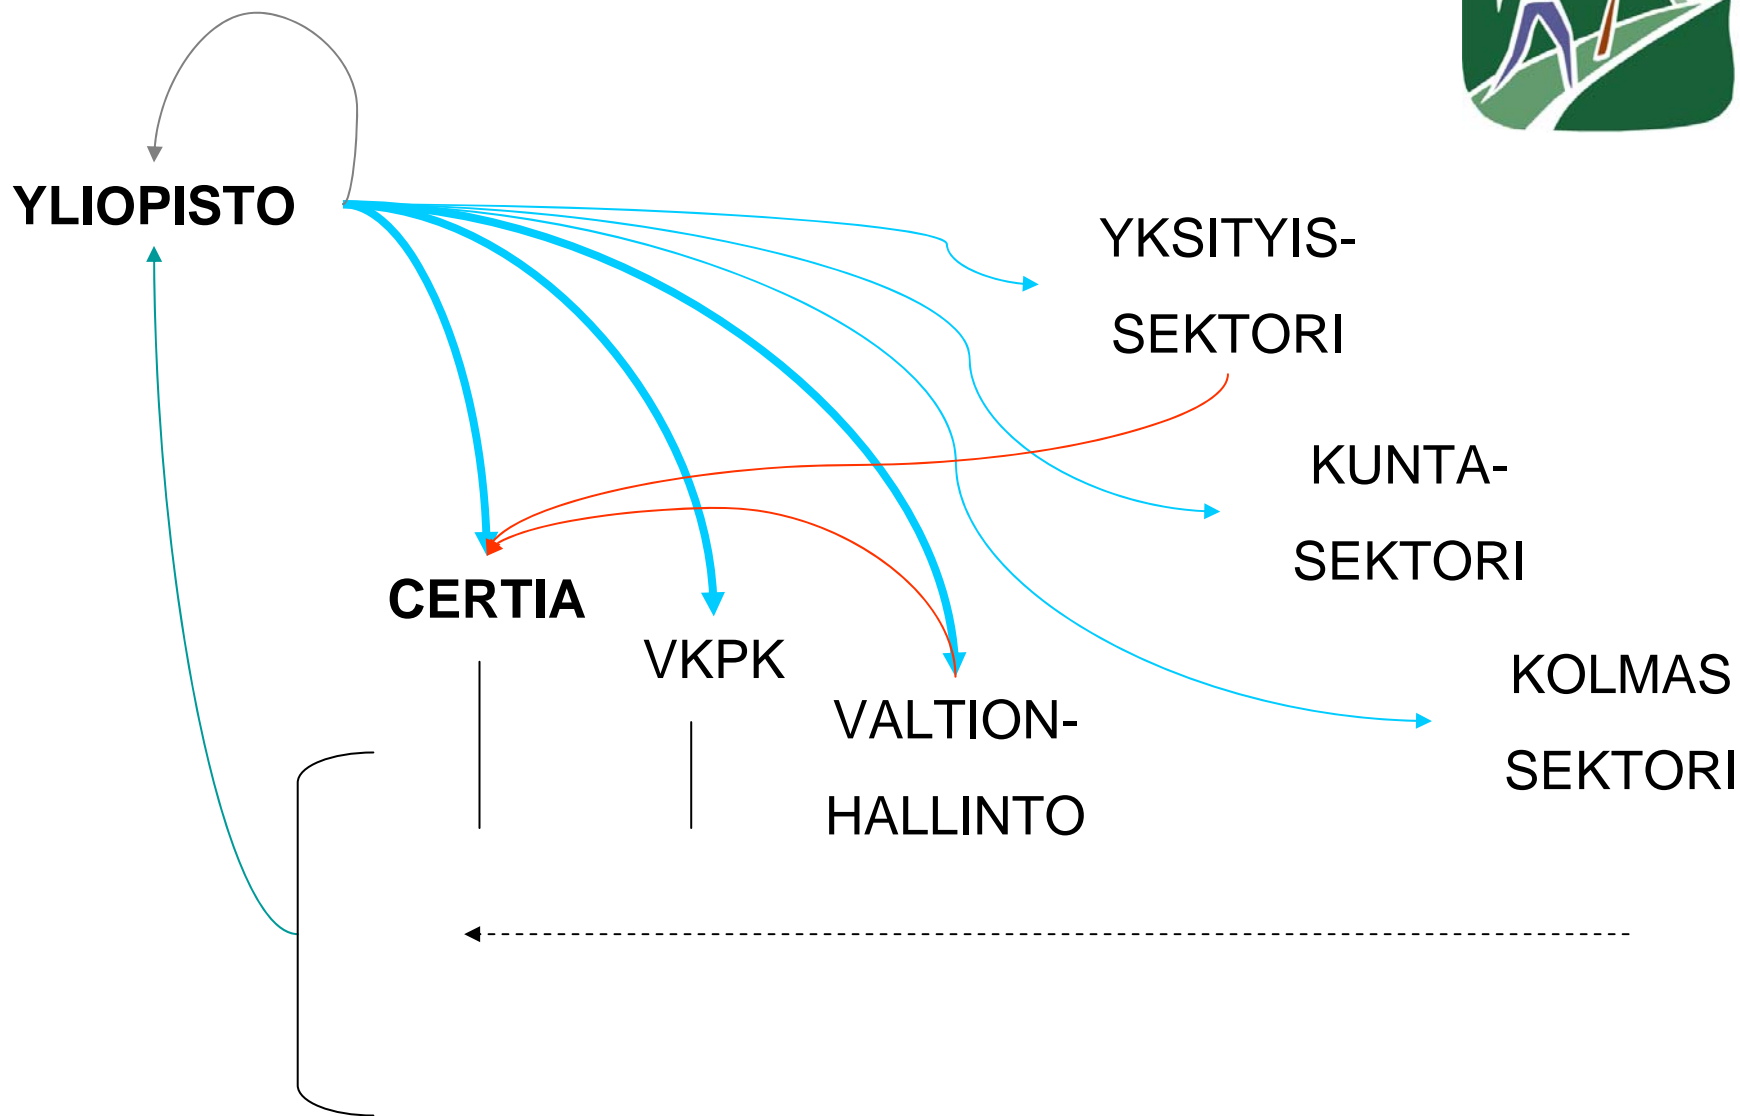 YLIOPISTO
YKSITYIS-
SEKTORI
KUNTA-
SEKTORI
CERTIA
VKPK
VALTION-
HALLINTO
KOLMAS
SEKTORI